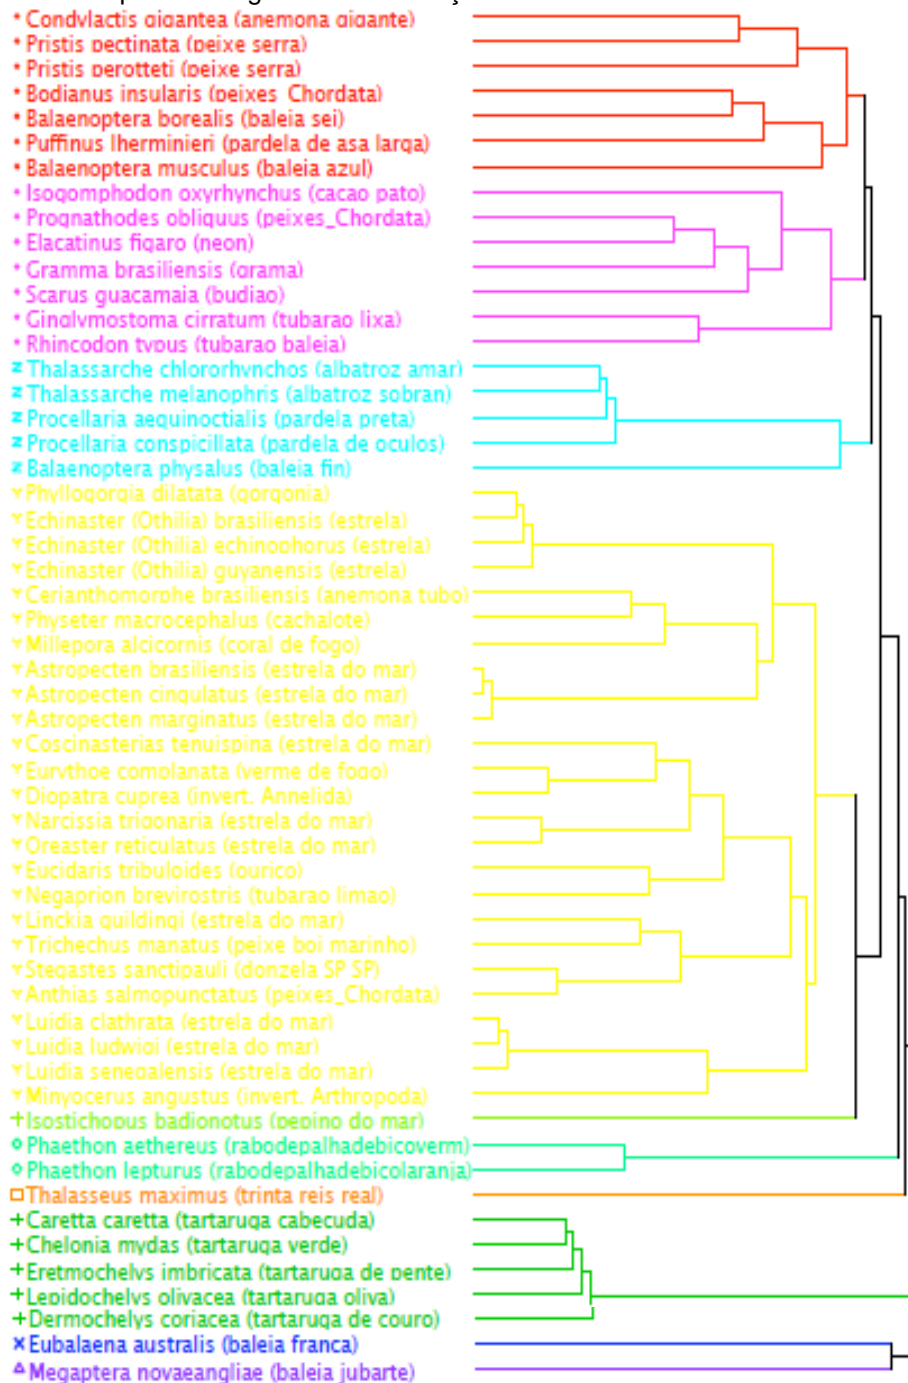 Condylactis gigantea (anemona gigante)
Pristis pectinata (peixe serra)
Pristis perotteti (peixe serra)
Bodianus insularis (peixes_Chordata)
Balaenoptera borealis (baleia sei)
Puffinus lherminieri (pardela de asa larga)
Balaenoptera musculus (baleia azul)
Isogomphodon oxyrhynchus (cacao pato)
Prognathodes obliquus (peixes_Chordata)
Elacatinus figaro (neon)
Gramma brasiliensis (grama)
Scarus guacamaia (budiao)
Ginglymostoma cirratum (tubarao lixa)
Rhincodon typus (tubarao baleia)
Thalassarche chlororhynchos (albatroz amar)
Thalassarche melanophris (albatroz sobran)
Procellaria aequinoctialis (pardela preta)
Procellaria conspicillata (pardela de oculos)
Balaenoptera physalus (baleia fin)
Phyllogorgia dilatata (gorgonia)
Echinaster (Othilia) brasiliensis (estrela)
Echinaster (Othilia) echinophorus (estrela)
Echinaster (Othilia) guyanensis (estrela)
Cerianthomorphe brasiliensis (anemona tubo)
Physeter macrocephalus (cachalote)
Millepora alcicornis (coral de fogo)
Astropecten brasiliensis (estrela do mar)
Astropecten cingulatus (estrela do mar)
Astropecten marginatus (estrela do mar)
Coscinasterias tenuispina (estrela do mar)
Eurythoe complanata (verme de fogo)
Diopatra cuprea (invert. Annelida)
Narcissia trigonaria (estrela do mar)
Oreaster reticulatus (estrela do mar)
Eucidaris tribuloides (ourico)
Negaprion brevirostris (tubarao limao)
Linckia guildingi (estrela do mar)
Trichechus manatus (peixe boi marinho)
Stegastes sanctipauli (donzela SP SP)
Anthias salmopunctatus (peixes_Chordata)
Luidia clathrata (estrela do mar)
Luidia ludwigi (estrela do mar)
Luidia senegalensis (estrela do mar)
Minyocerus angustus (invert. Arthropoda)
Isostichopus badionotus (pepino do mar)
Phaethon aethereus (rabodepalhadebicoverm)
Phaethon lepturus (rabodepalhadebicolaranja)
Thalasseus maximus (trinta reis real)
Caretta caretta (tartaruga cabecuda)
Chelonia mydas (tartaruga verde)
Eretmochelys imbricata (tartaruga de pente)
Lepidochelys olivacea (tartaruga oliva)
Dermochelys coriacea (tartaruga de couro)
Eubalaena australis (baleia franca)
Megaptera novaeangliae (baleia jubarte)